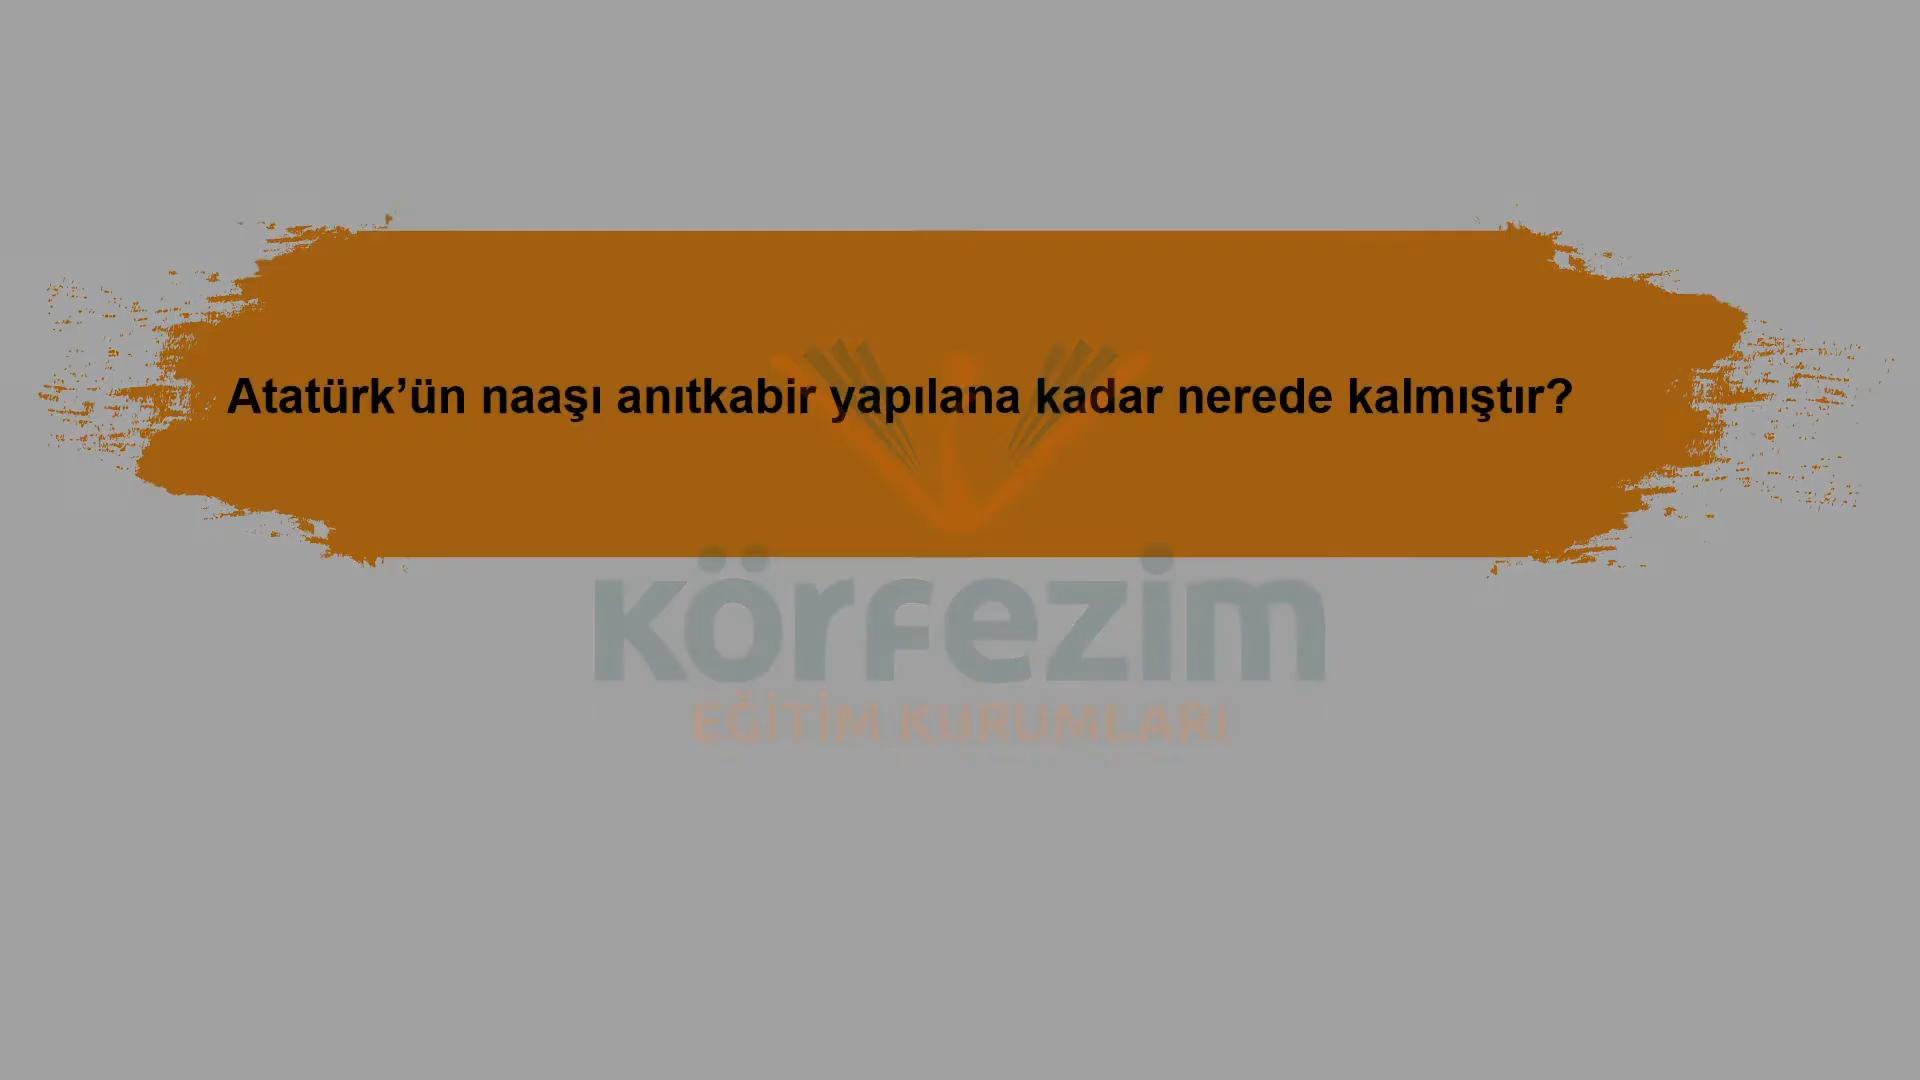 Atatürk’ün naaşı anıtkabir yapılana kadar nerede kalmıştır?
körfezim
EĞİTİM KURUMLARI